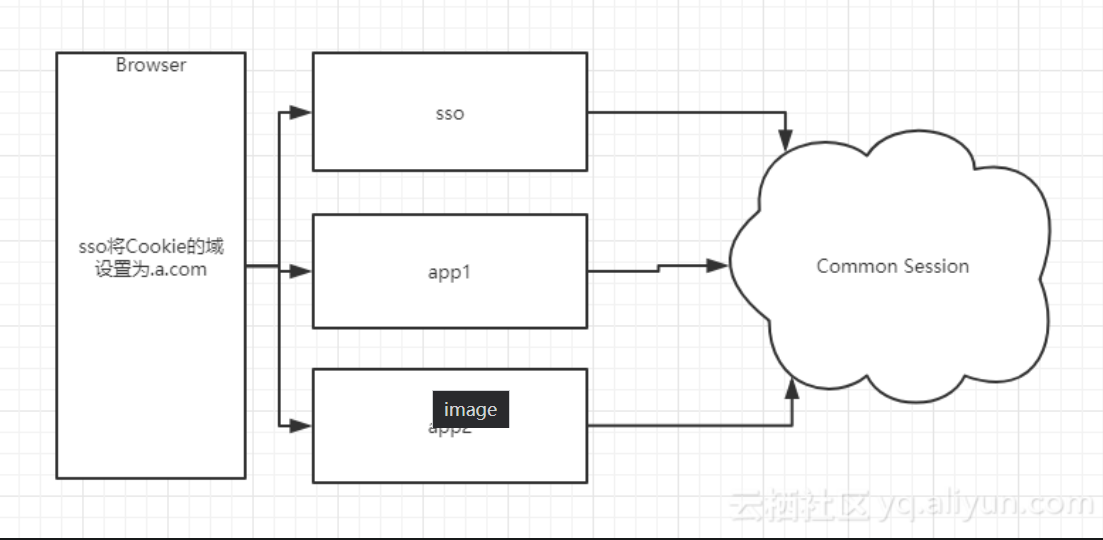 Browser
sso
sso将Cookie的域
设置为.a.com
app1
Common Session
image
app2
云栖社区 yq.aliyun.com